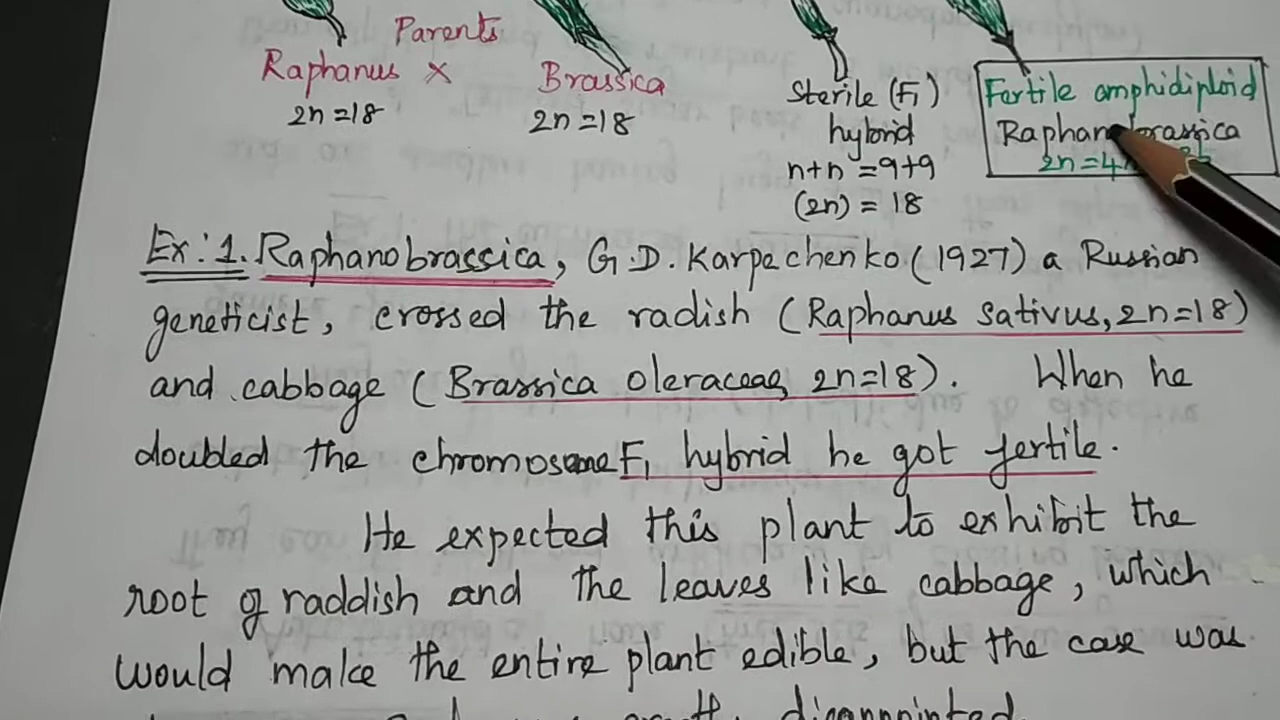 Parents
Raphanus × Brassica
2n=18 2n=18
Sterile (F1)
hybrid
n+n =9+9
(2n) = 18
Fertile amphidiploid
2n=4
Ex:1. Raphanobrassica, G.D. Karpechenko (1927) a Russian
geneticist, crossed the radish (Raphanus sativus, 2n=18)
and cabbage (Brassica oleraceae, 2n=18). When he
doubled the chromosome F1 hybrid he got fertile.
He expected this plant to exhibit the
root of raddish and the leaves like cabbage, which
would make the entire plant edible, but the case was